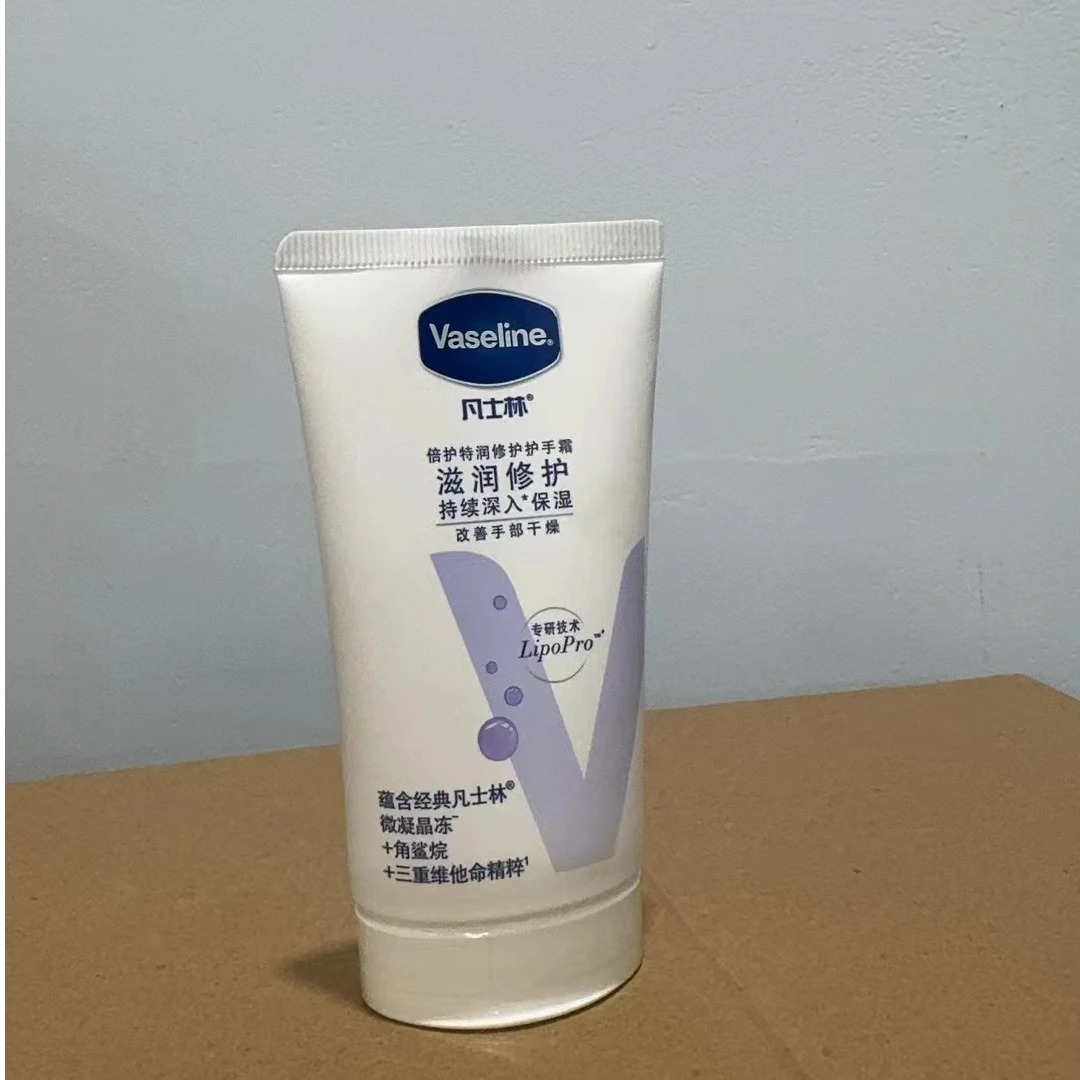 Vaseline®
凡士林®
倍护特润修护护手霜
滋润修护
持续深入*保湿
改善手部干燥
专研技术
LipoPro™*
蕴含经典凡士林®
微凝晶冻~
+角鲨烷
+三重维他命精粹¹